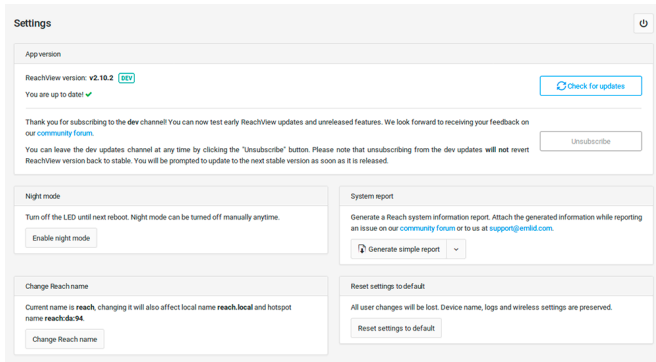 Settings
App version
ReachView version: v2.10.2 DEV
You are up to date!
Check for updates
Thank you for subscribing to the dev channel! You can now test early ReachView updates and unreleased features. We look forward to receiving your feedback on
our community forum.
You can leave the dev updates channel at any time by clicking the "Unsubscribe" button. Please note that unsubscribing from the dev updates will not revert
ReachView version back to stable. You will be prompted to update to the next stable version as soon as it is released.
Unsubscribe
Night mode
Turn off the LED until next reboot. Night mode can be turned off manually anytime.
Enable night mode
System report
Generate a Reach system information report. Attach the generated information while reporting
an issue on our community forum or to us at support@emlid.com.
Generate simple report
Change Reach name
Current name is reach, changing it will also affect local name reach.local and hotspot
name reach:da:94.
Change Reach name
Reset settings to default
All user changes will be lost. Device name, logs and wireless settings are preserved.
Reset settings to default